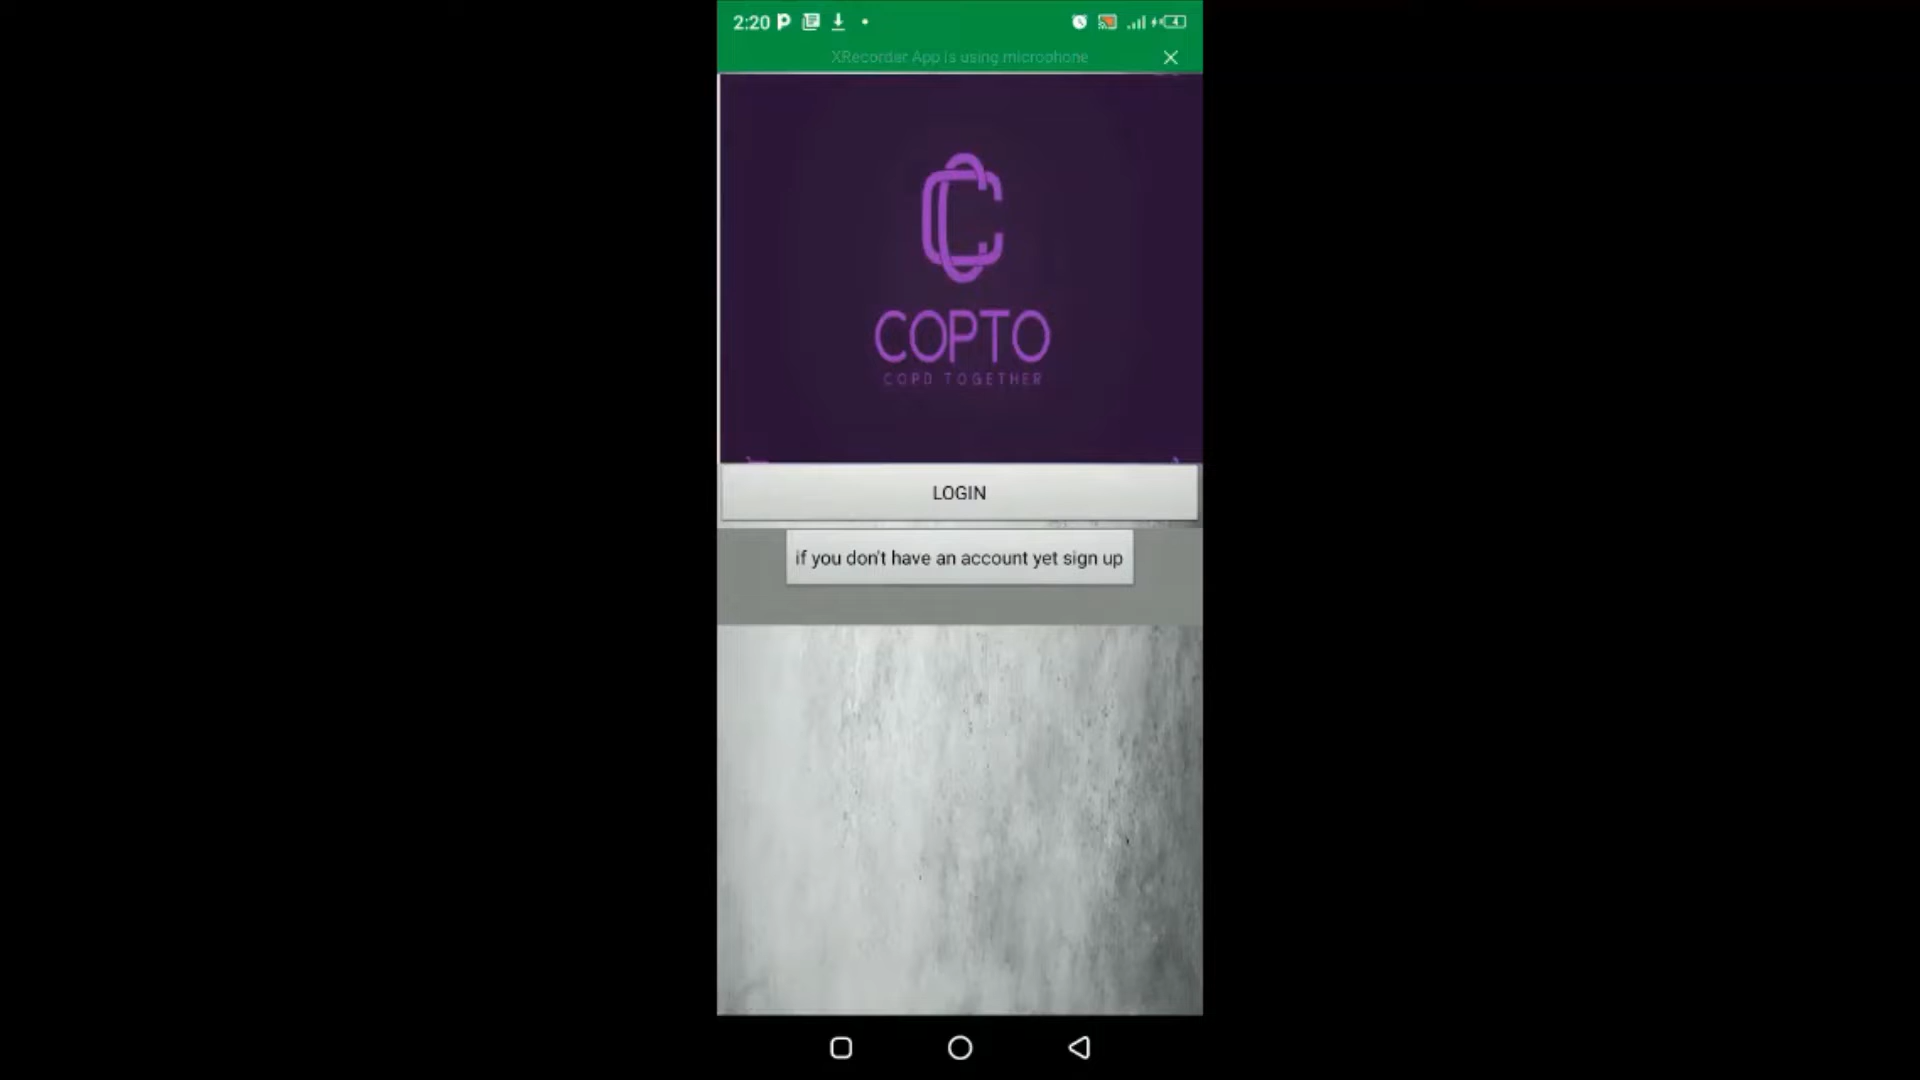 2:20
4
XRecorder App is using microphone
COPTO
COPD TOGETHER
LOGIN
if you don't have an account yet sign up